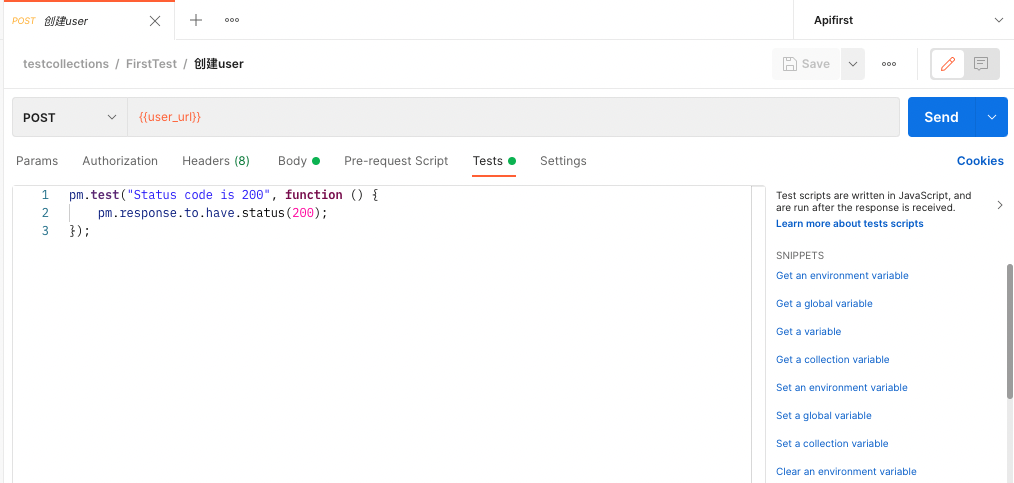 POST 创建user
Apifirst
testcollections / FirstTest / 创建user
Save
POST
{{user_url}}
Send
Params
Authorization
Headers (8)
Body
Pre-request Script
Tests
Settings
Cookies
1 pm.test("Status code is 200", function () {
2 pm.response.to.have.status(200);
3 });
Test scripts are written in JavaScript, and
are run after the response is received.
Learn more about tests scripts
SNIPPETS
Get an environment variable
Get a global variable
Get a variable
Get a collection variable
Set an environment variable
Set a global variable
Set a collection variable
Clear an environment variable